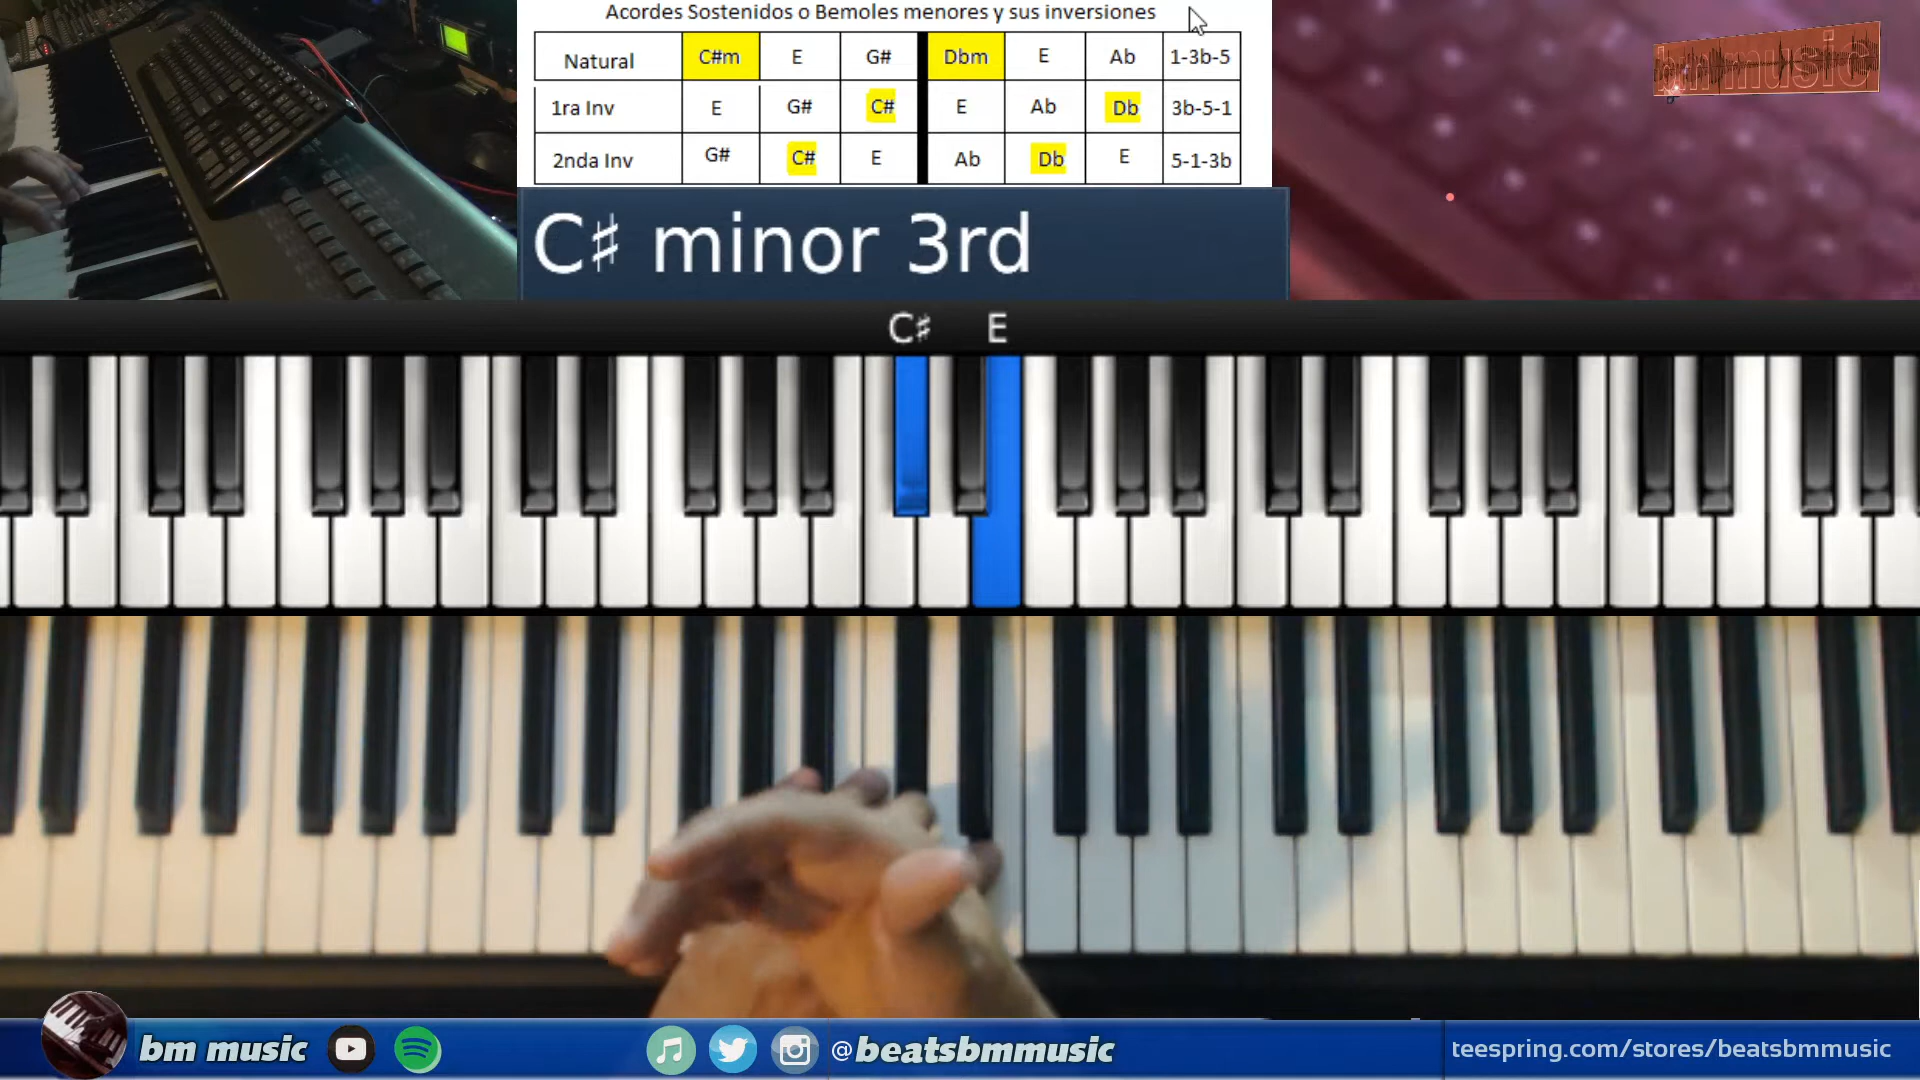 Acordes Sostenidos o Bemoles menores y sus inversiones
Natural C#m E G# Dbm E Ab 1-3b-5
1ra Inv E G# C# E Ab Db 3b-5-1
2nda Inv G# C# E Ab Db E 5-1-3b
bmmusic
C♯ minor 3rd
C♯ E
bm music @beatsbmmusic teespring.com/stores/beatsbmmusic